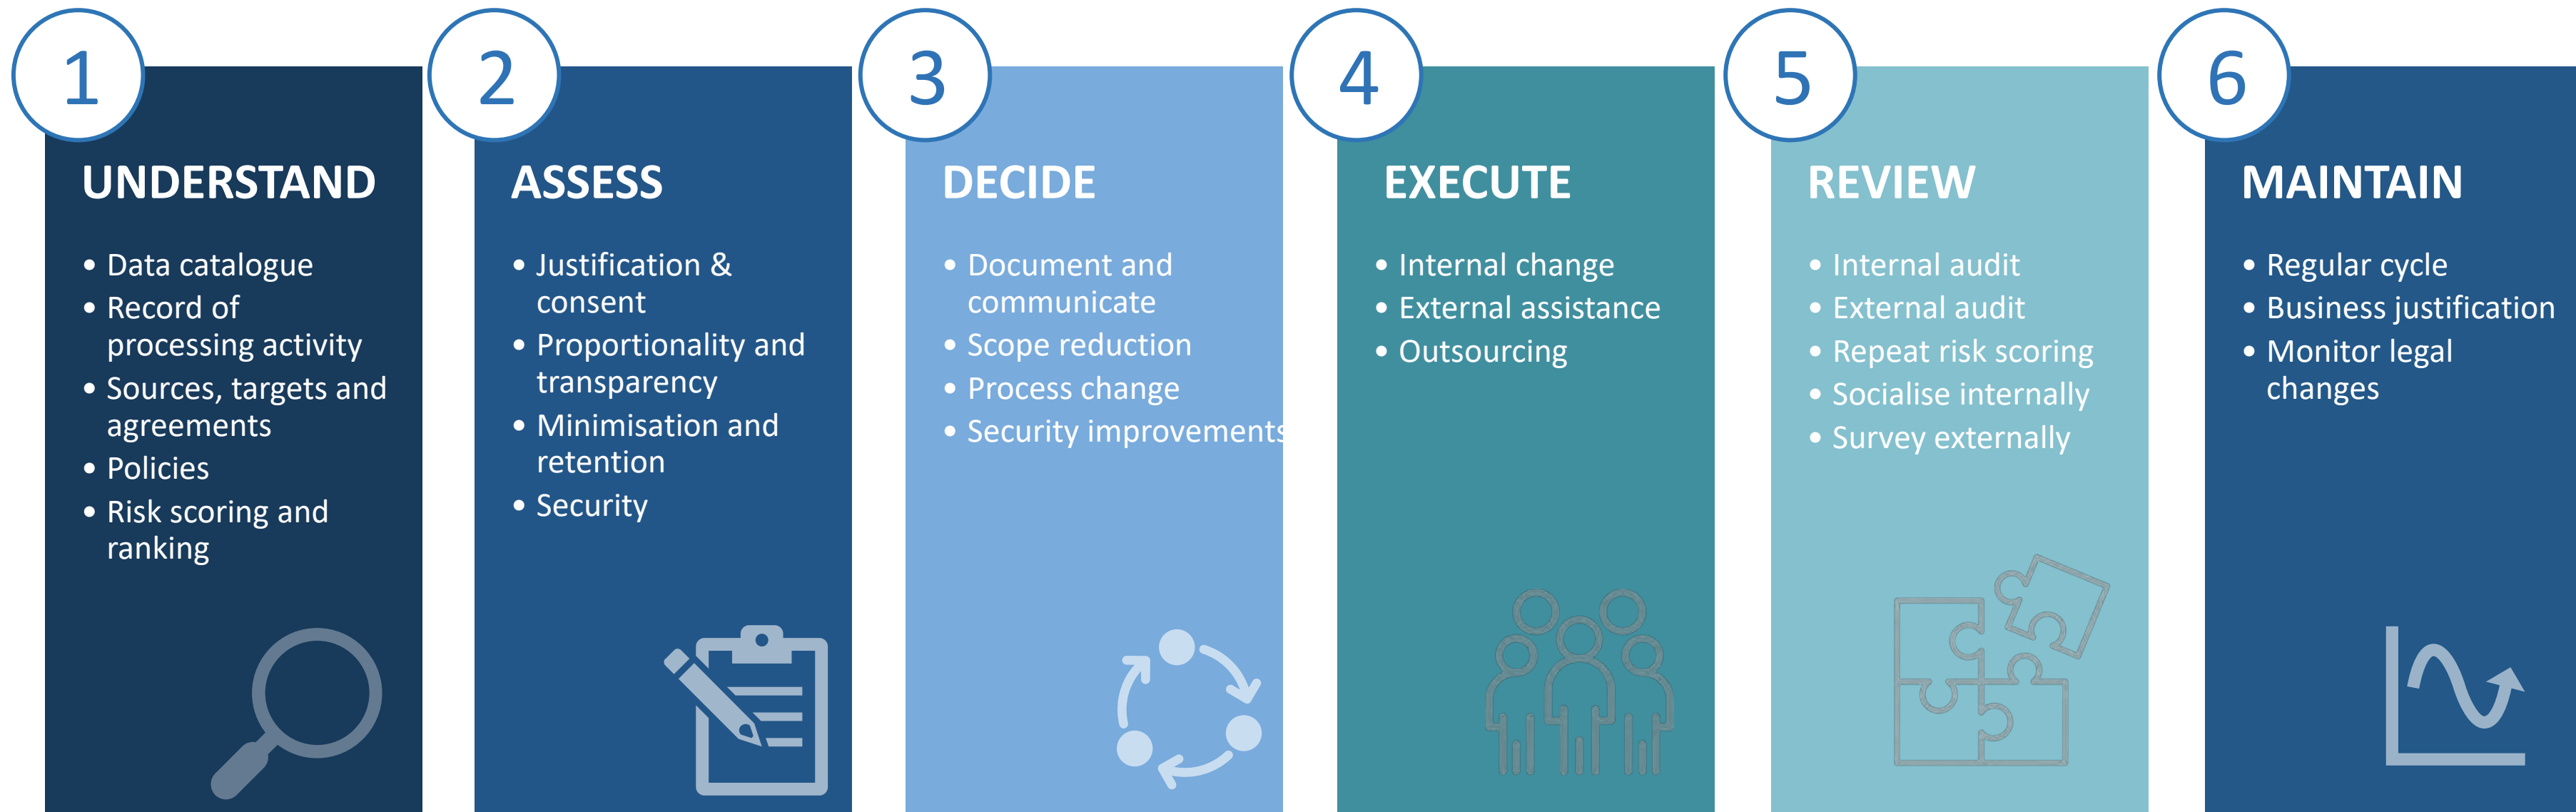 1
UNDERSTAND
• Data catalogue
• Record of
processing activity
• Sources, targets and
agreements
• Policies
• Risk scoring and
ranking
2
ASSESS
• Justification &
consent
• Proportionality and
transparency
• Minimisation and
retention
• Security
3
DECIDE
• Document and
communicate
• Scope reduction
• Process change
• Security improvements
4
EXECUTE
• Internal change
• External assistance
• Outsourcing
5
REVIEW
• Internal audit
• External audit
• Repeat risk scoring
• Socialise internally
• Survey externally
6
MAINTAIN
• Regular cycle
• Business justification
• Monitor legal
changes